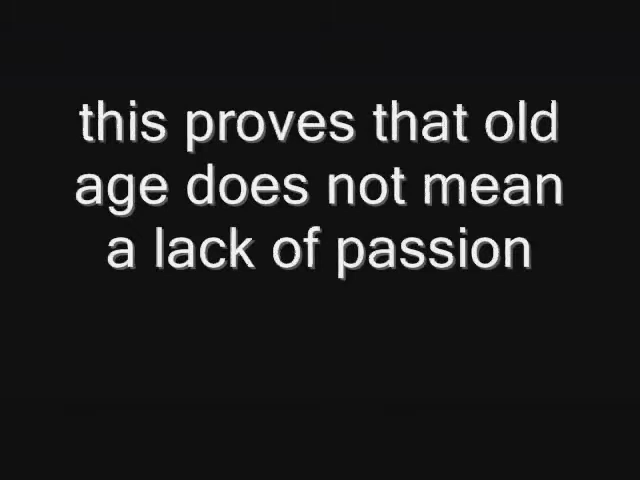 this proves that old
age does not mean
a lack of passion